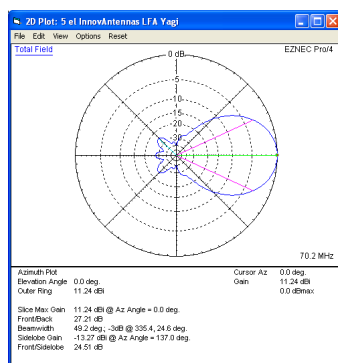 2D Plot: 5 el InnovAntennas LFA Yagi
File Edit View Options Reset
Total Field
EZNEC Pro/4
0 dB
-5
-10
-15
-20
-30
70.2 MHz
Azimuth Plot
Elevation Angle 0.0 deg.
Outer Ring 11.24 dBi
Cursor Az 0.0 deg.
Gain 11.24 dBi
0.0 dBmax
Slice Max Gain 11.24 dBi @ Az Angle = 0.0 deg.
Front/Back 27.21 dB
Beamwidth 49.2 deg.; -3dB @ 335.4, 24.6 deg.
Sidelobe Gain -13.27 dBi @ Az Angle = 137.0 deg.
Front/Sidelobe 24.51 dB